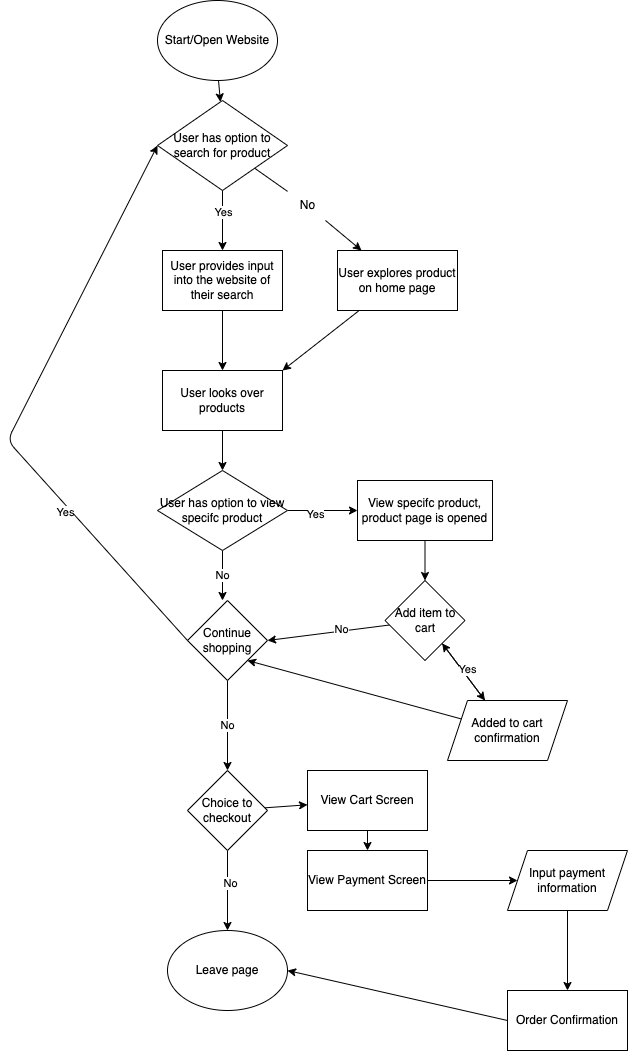 Start/Open Website
User has option to
search for product
No
Yes
User provides input
into the website of
their search
User explores product
on home page
User looks over
products
User has option to view
specifc product
Yes
View specifc product,
product page is opened
Yes
No
Add item to
cart
No
Continue
shopping
Yes
Added to cart
confirmation
No
Choice to
checkout
View Cart Screen
View Payment Screen
Input payment
information
No
Leave page
Order Confirmation